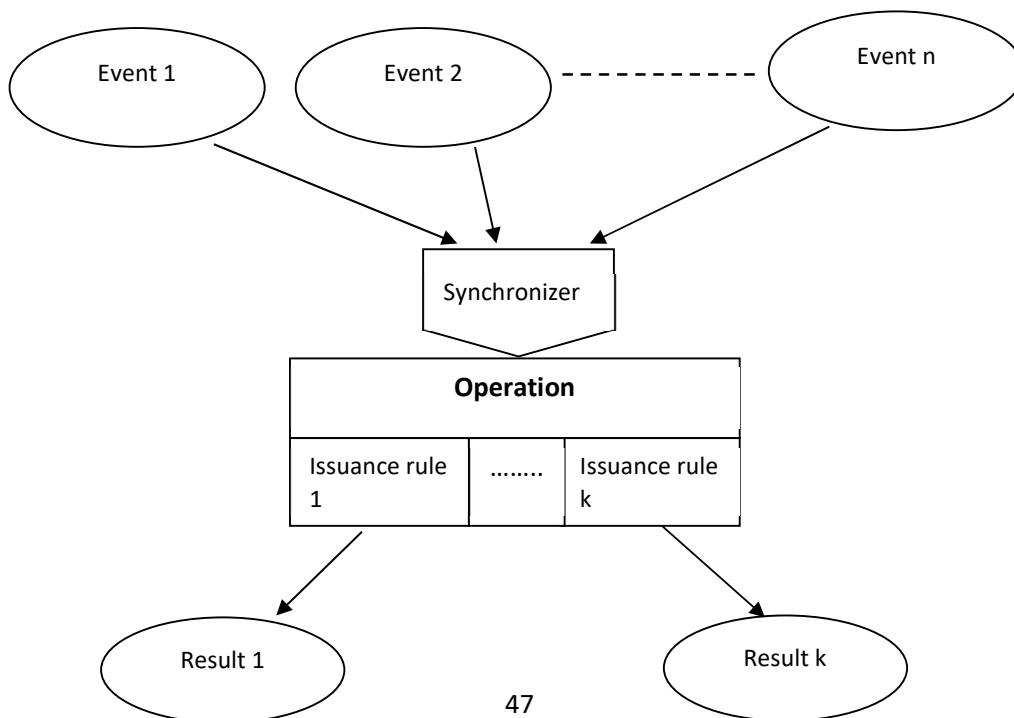 Event 1
Event 2
Event n
Synchronizer
Operation
Issuance rule
1
........
Issuance rule
k
Result 1
Result k
47